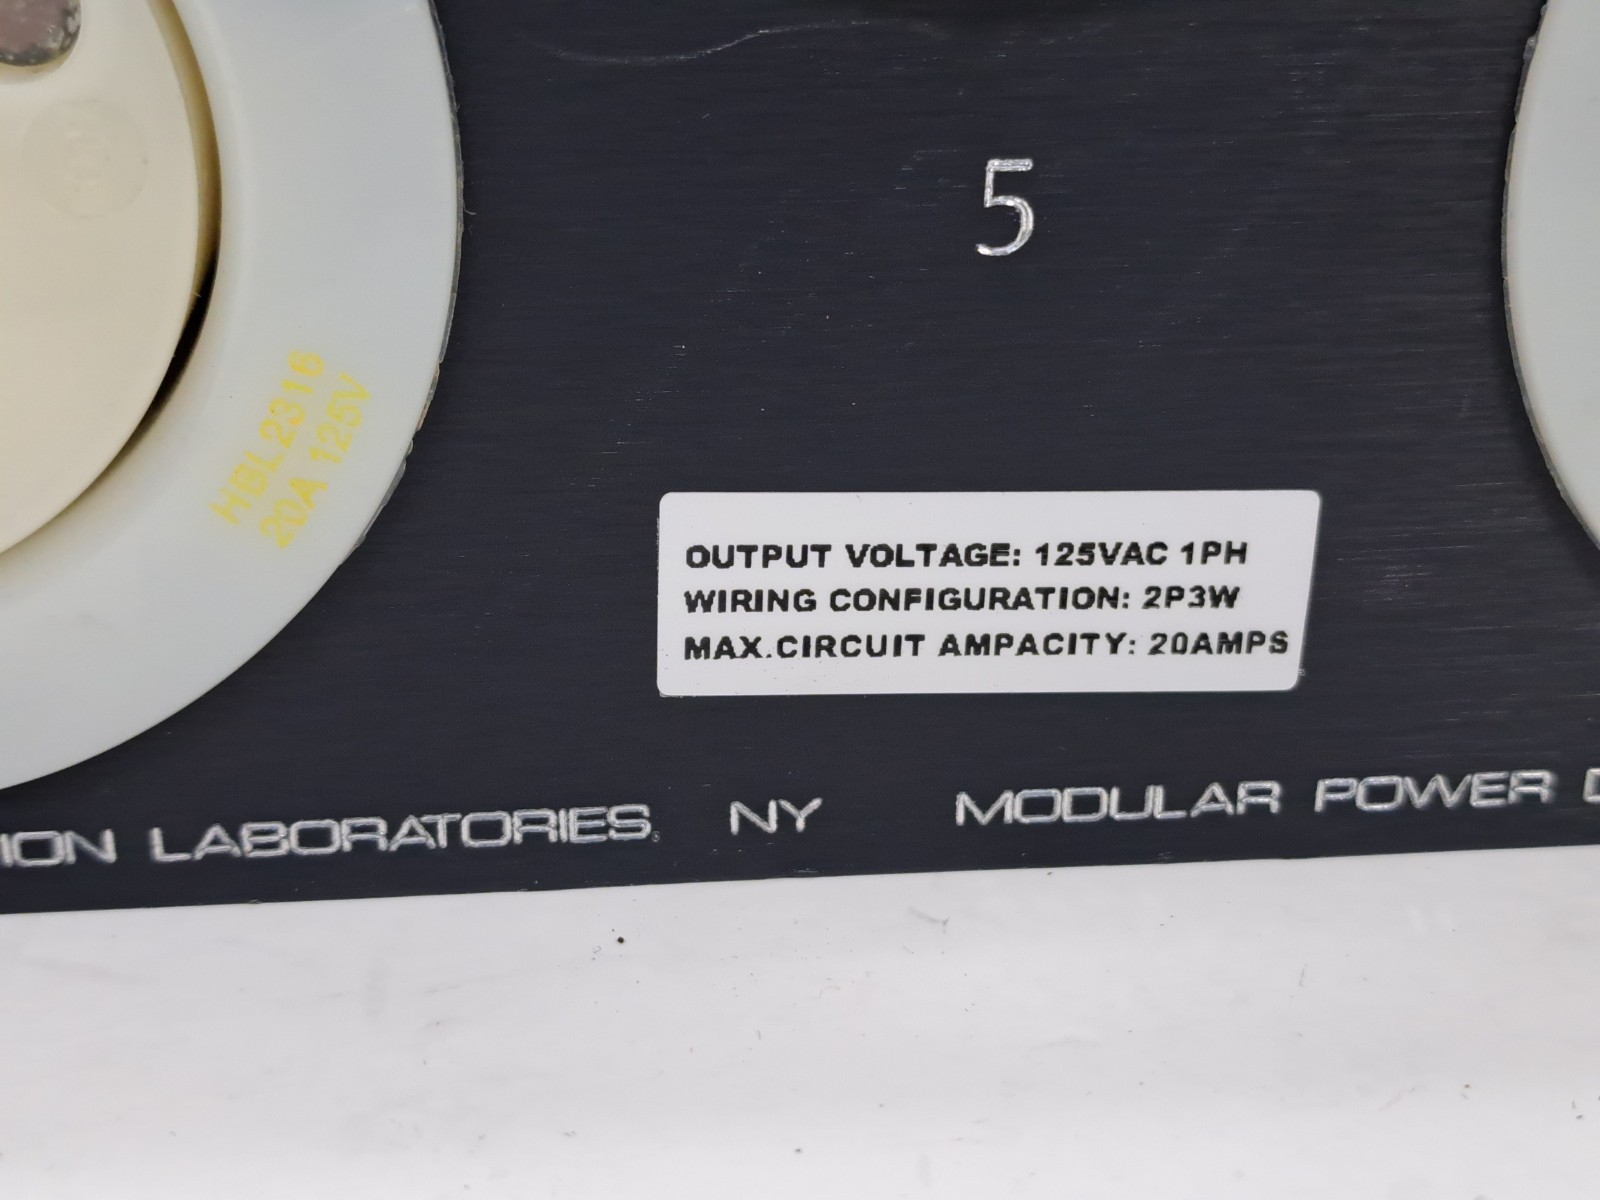 5
HBL2316
20A 125V
OUTPUT VOLTAGE: 125VAC 1PH
WIRING CONFIGURATION: 2P3W
MAX.CIRCUIT AMPACITY: 20AMPS
ION LABORATORIES. NY MODULAR POWER D